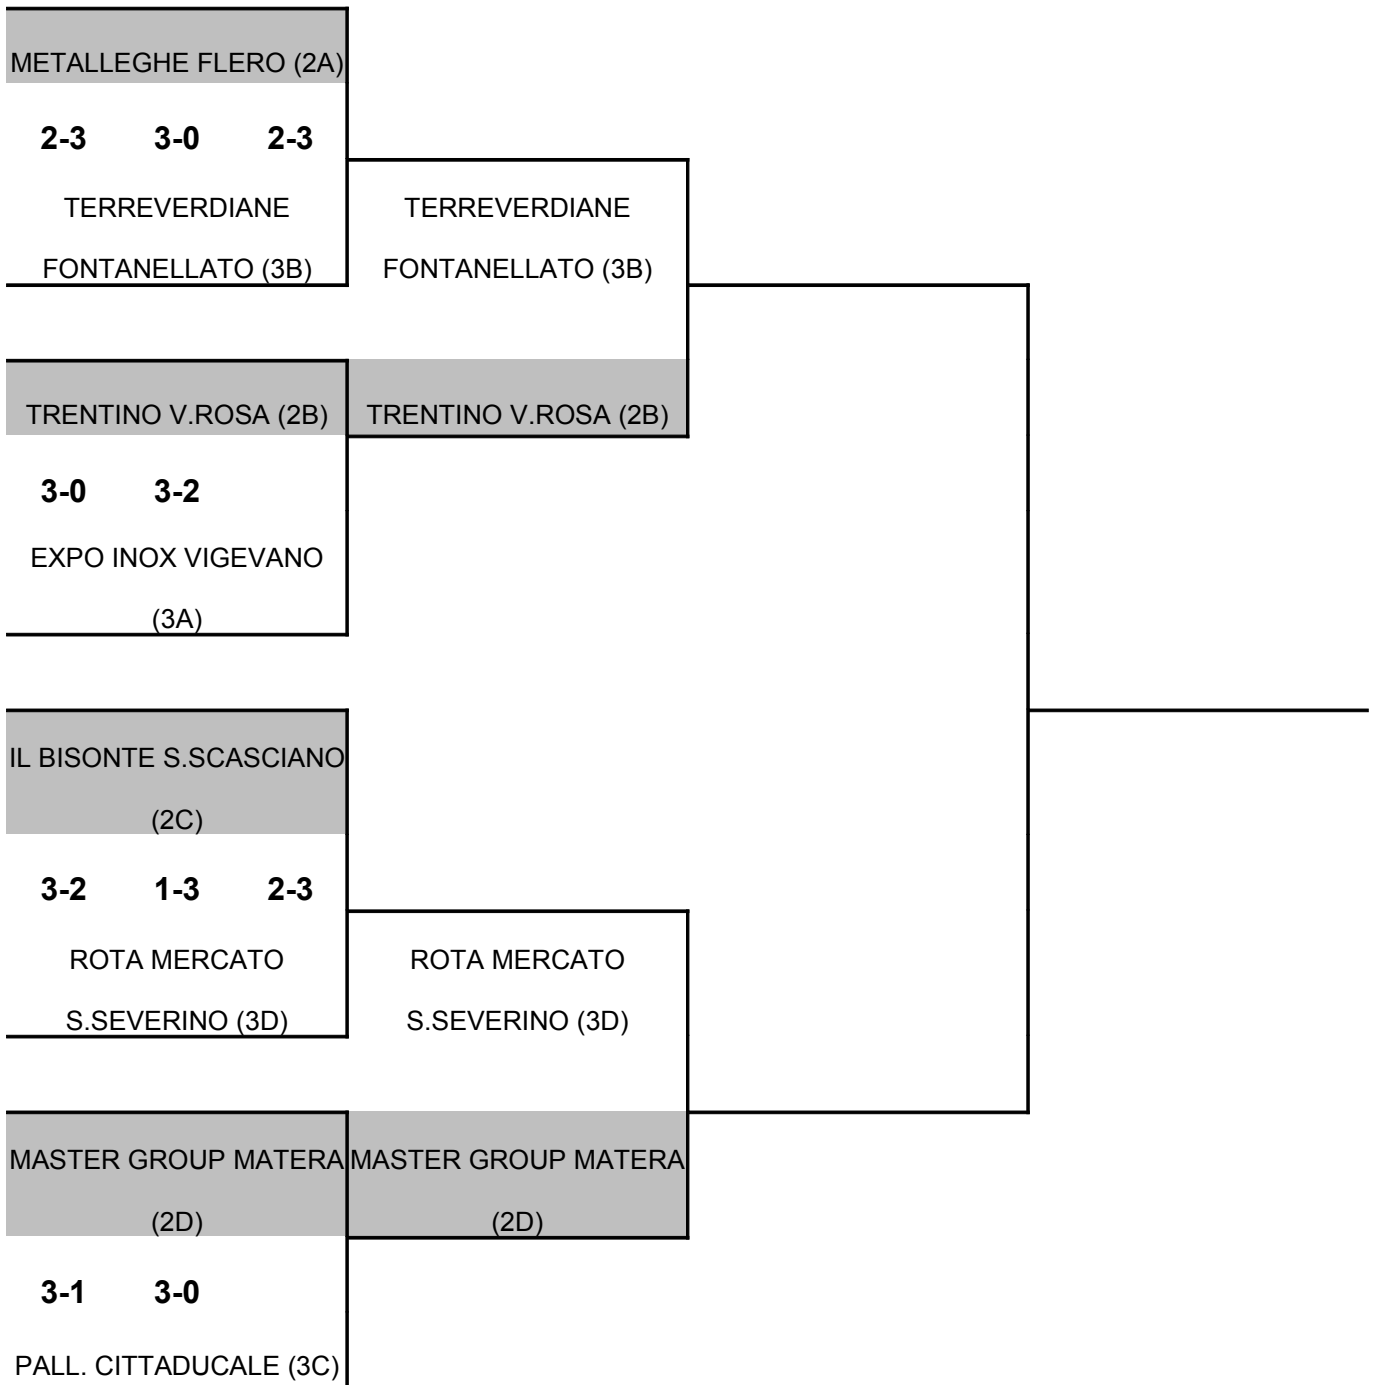 METALLEGHE FLERO (2A)
2-3 3-0 2-3
TERREVERDIANE
FONTANELLATO (3B)
TERREVERDIANE
FONTANELLATO (3B)
TRENTINO V.ROSA (2B)
TRENTINO V.ROSA (2B)
3-0 3-2
EXPO INOX VIGEVANO
(3A)
IL BISONTE S.SCASCIANO
(2C)
3-2 1-3 2-3
ROTA MERCATO
S.SEVERINO (3D)
ROTA MERCATO
S.SEVERINO (3D)
MASTER GROUP MATERA
(2D)
MASTER GROUP MATERA
(2D)
3-1 3-0
PALL. CITTADUCALE (3C)